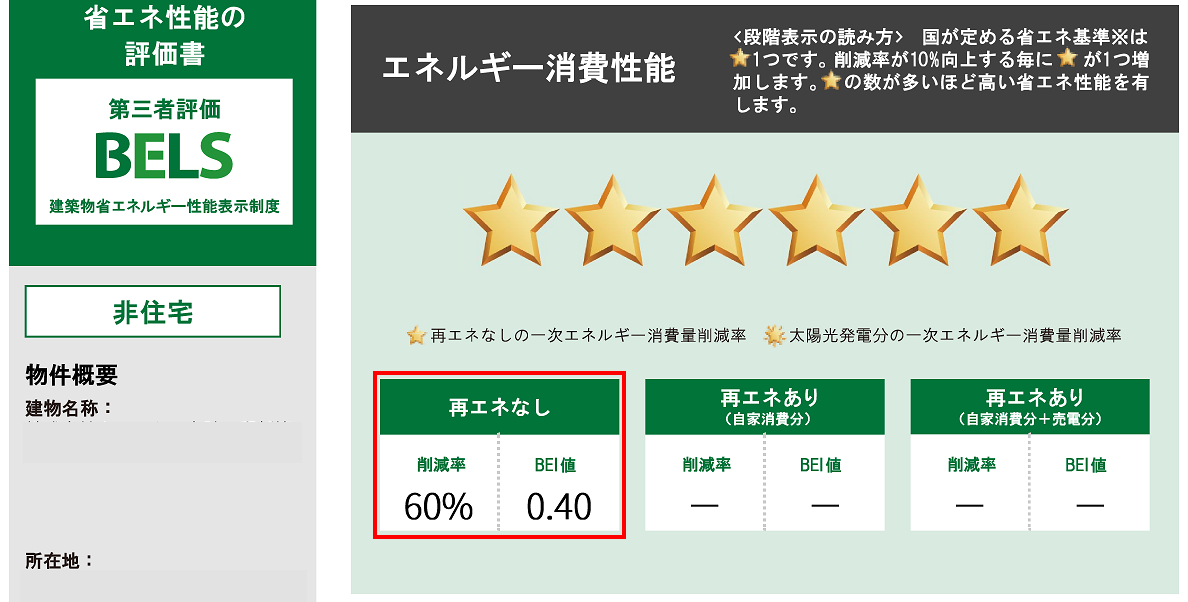 省エネ性能の
評価書
第三者評価
BELS
建築物省エネルギー性能表示制度
非住宅
物件概要
建物名称：
所在地：
エネルギー消費性能
<段階表示の読み方>　国が定める省エネ基準※は
⭐1つです。削減率が10%向上する毎に⭐が1つ増
加します。⭐の数が多いほど高い省エネ性能を有
します。
再エネなしの一次エネルギー消費量削減率　太陽光発電分の一次エネルギー消費量削減率
再エネなし
削減率　BEI値
60%　0.40
再エネあり
(自家消費分)
削減率　BEI値
—　—
再エネあり
(自家消費分＋売電分)
削減率　BEI値
—　—